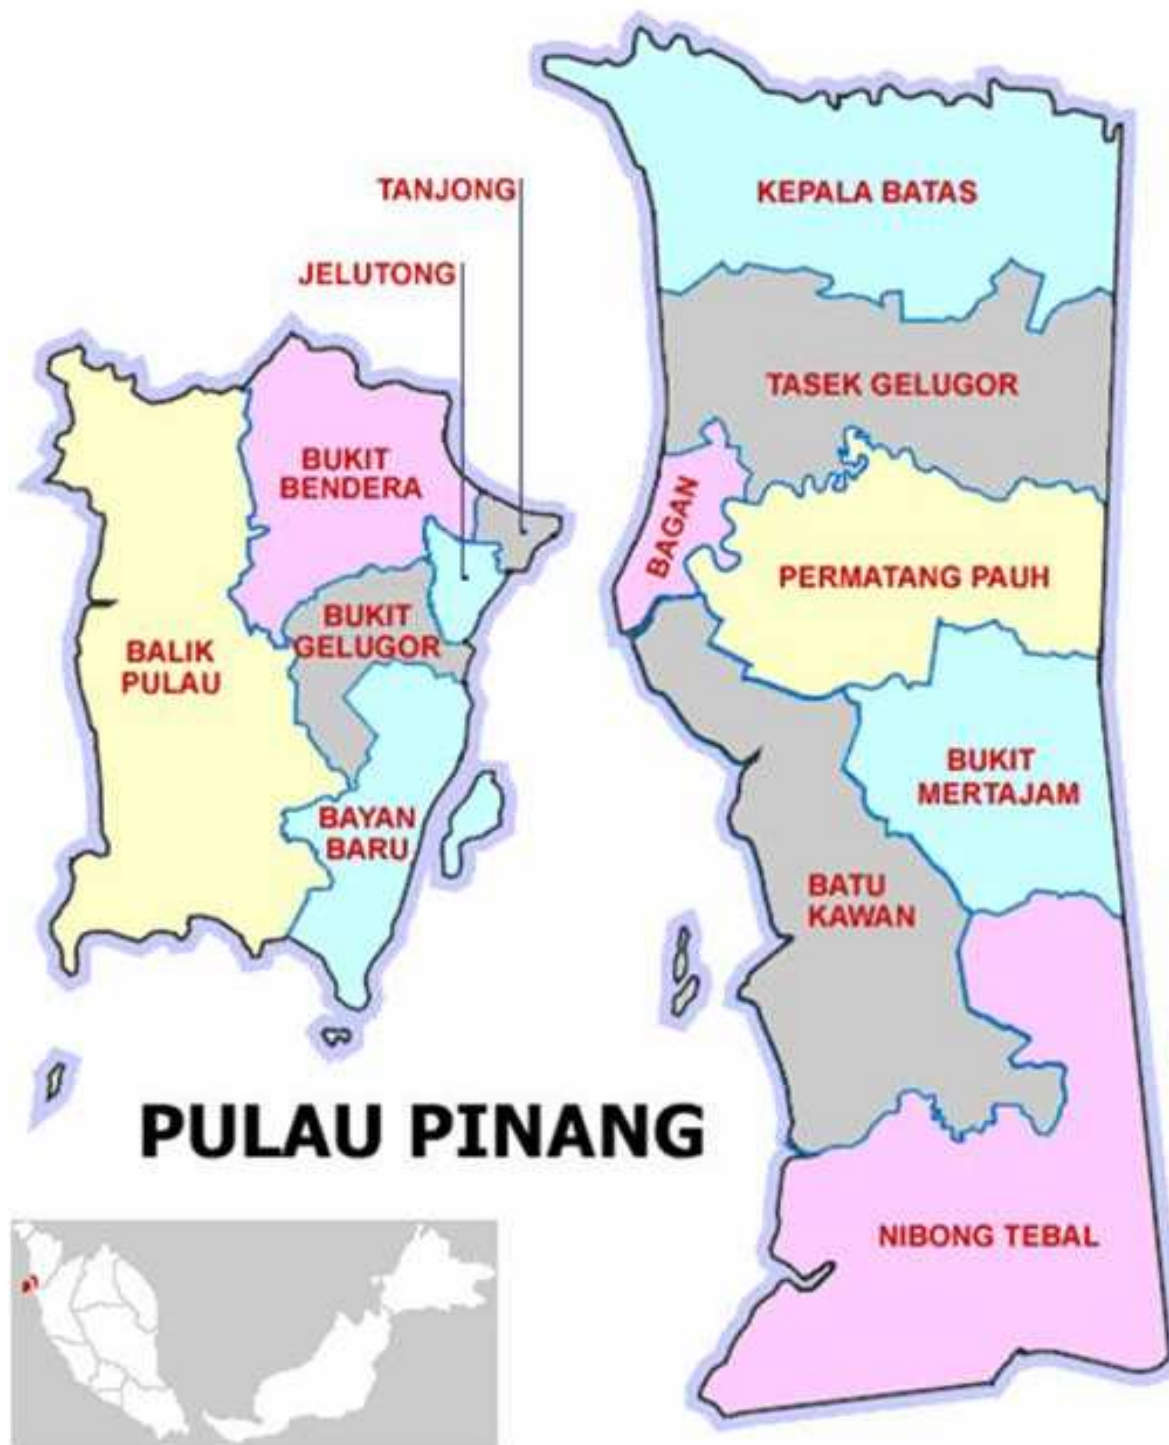 KEPALA BATAS
TANJONG
JELUTONG
TASEK GELUGOR
BUKIT
BENDERA
BAGAN
PERMATANG PAUH
BUKIT
GELUGOR
BALIK
PULAU
BUKIT
MERTAJAM
BAYAN
BARU
BATU
KAWAN
PULAU PINANG
NIBONG TEBAL